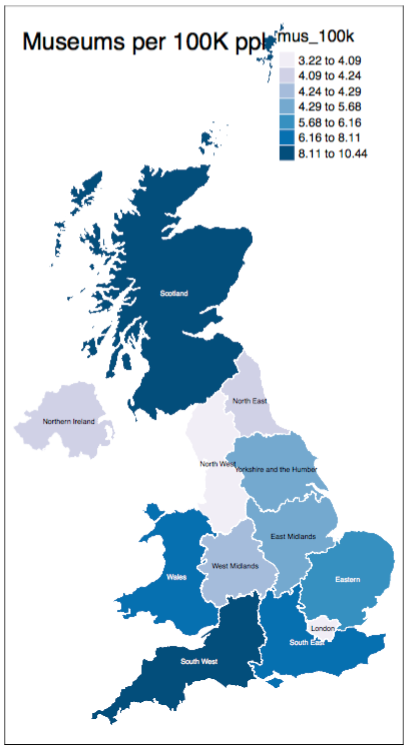 Museums per 100K ppl
mus_100k
3.22 to 4.09
4.09 to 4.24
4.24 to 4.29
4.29 to 5.68
5.68 to 6.16
6.16 to 8.11
8.11 to 10.44
Scotland
North East
Northern Ireland
North West
Yorkshire and the Humber
East Midlands
West Midlands
Wales
Eastern
London
South East
South West